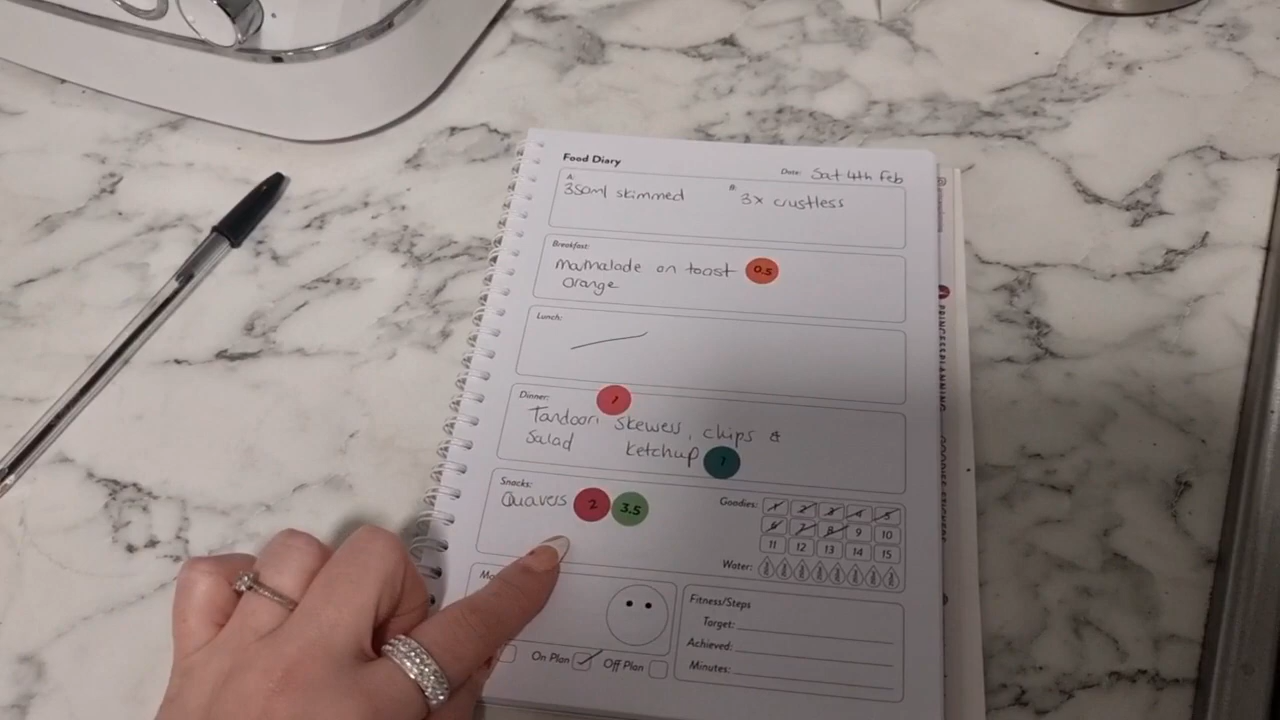 Food Diary
Date: Sat 4th Feb
A:
350ml skimmed
B:
3x crustless
Breakfast:
Marmalade on toast 0.5
Orange
Lunch:
Dinner:
1
Tandoori skewers, chips &
Salad ketchup 1
Snacks:
Quavers 2 3.5
Goodies: 1 2 3 4 5
6 7 8 9 10
11 12 13 14 15
Water:
On Plan
Off Plan
Fitness/Steps
Target:
Achieved:
Minutes:
PRINCESSPLANNING
GOODIES STICKERS